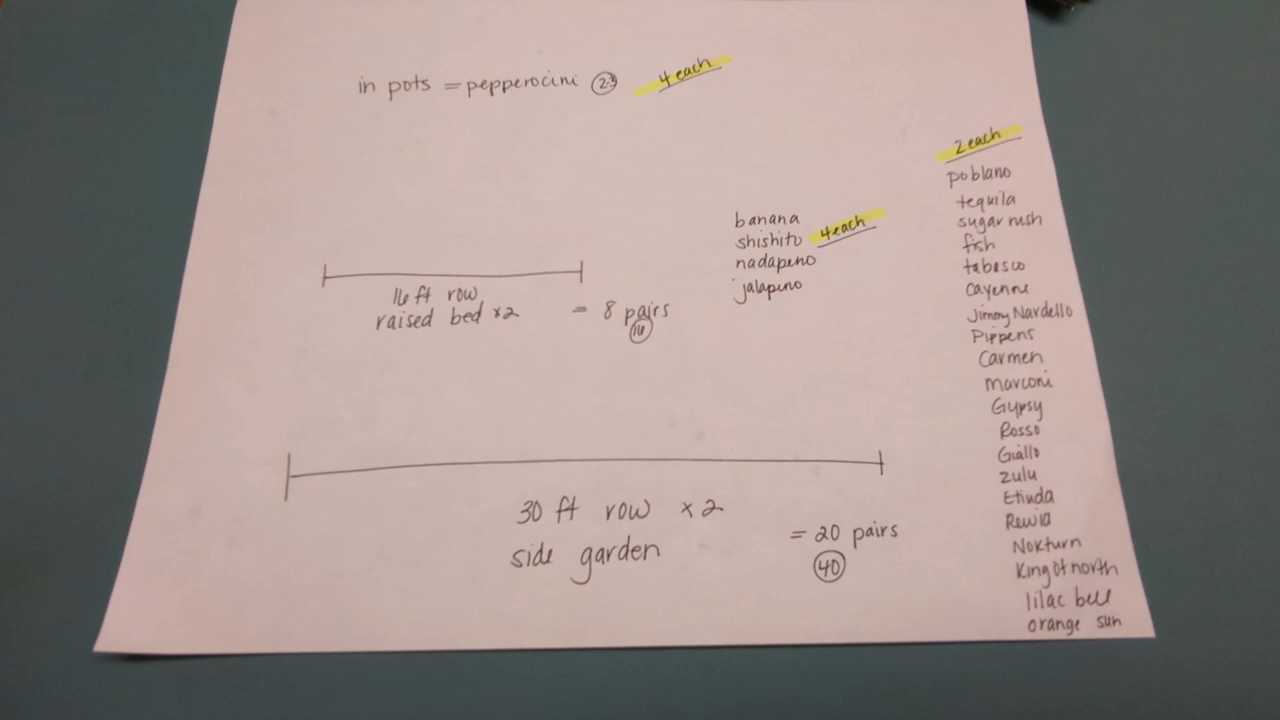 in pots = pepperocini 2-3 4 each
banana
shishito 4 each
nadapeno
jalapeno
16 ft row
raised bed x2 = 8 pairs
16
30 ft row x2
side garden = 20 pairs
40
2 each
poblano
tequila
sugar rush
fish
tabasco
Cayenne
Jimmy Nardello
Pippens
Carmen
marconi
Gypsy
Rosso
Giallo
zulu
Etiuda
Nokturn
King of north
lilac bell
orange sun